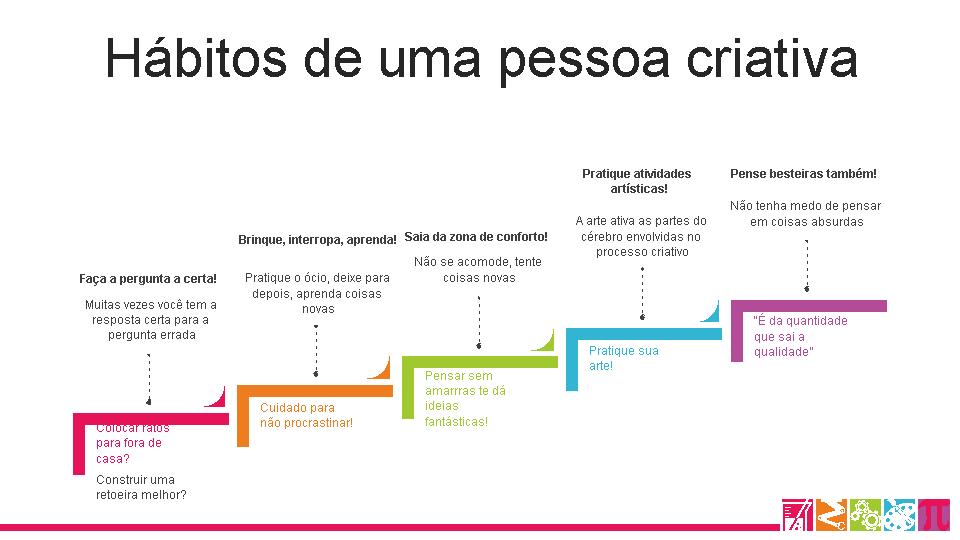 Hábitos de uma pessoa criativa
Faça a pergunta a certa!
Muitas vezes você tem a
resposta certa para a
pergunta errada
Colocar ratos
para fora de
casa?
Construir uma
retoeira melhor?
Brinque, interropa, aprenda!
Pratique o ócio, deixe para
depois, aprenda coisas
novas
Cuidado para
não procrastinar!
Saia da zona de conforto!
Não se acomode, tente
coisas novas
Pensar sem
amarrras te dá
ideias
fantásticas!
Pratique atividades
artísticas!
A arte ativa as partes do
cérebro envolvidas no
processo criativo
Pratique sua
arte!
Pense besteiras também!
Não tenha medo de pensar
em coisas absurdas
"É da quantidade
que sai a
qualidade"